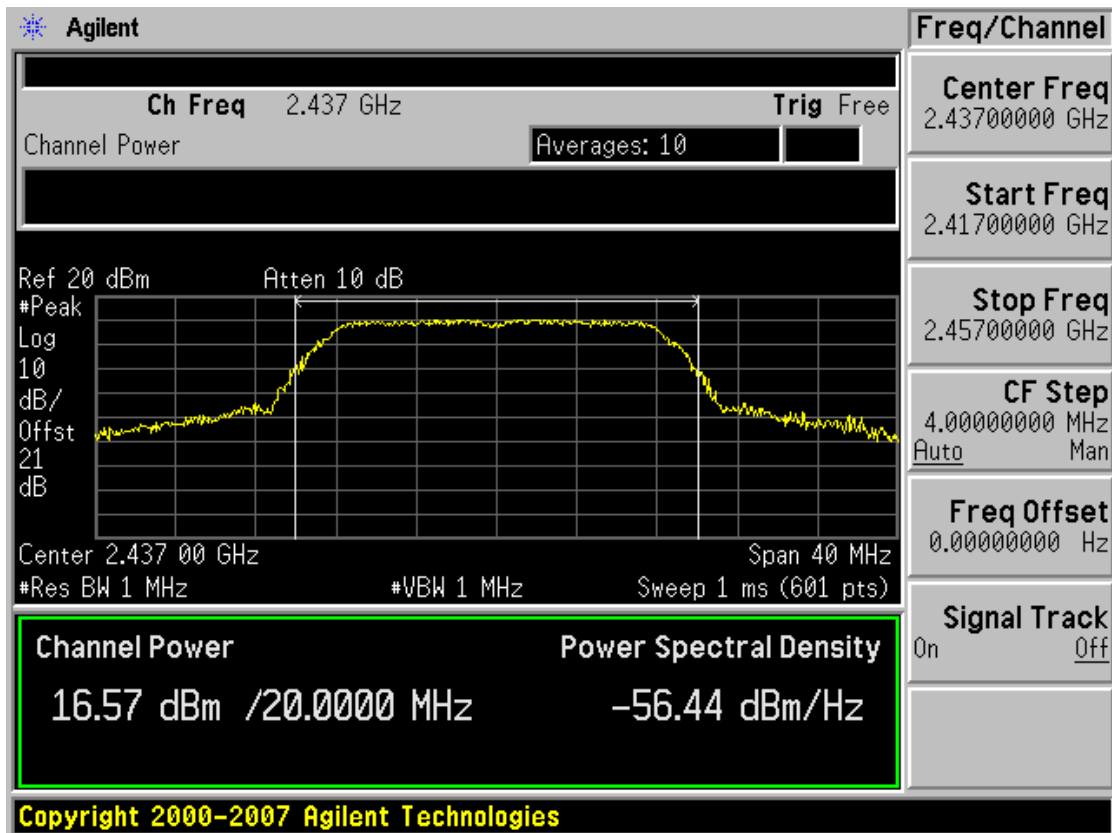 Agilent
Freq/Channel
Ch Freq 2.437 GHz Trig Free
Channel Power Averages: 10
Ref 20 dBm Atten 10 dB
#Peak
Log
10
dB/
Offst
21
dB
Center 2.437 00 GHz Span 40 MHz
#Res BW 1 MHz #VBW 1 MHz Sweep 1 ms (601 pts)
Channel Power Power Spectral Density
16.57 dBm /20.0000 MHz -56.44 dBm/Hz
Center Freq
2.43700000 GHz
Start Freq
2.41700000 GHz
Stop Freq
2.45700000 GHz
CF Step
4.00000000 MHz
Auto Man
Freq Offset
0.00000000 Hz
Signal Track
On Off
Copyright 2000-2007 Agilent Technologies